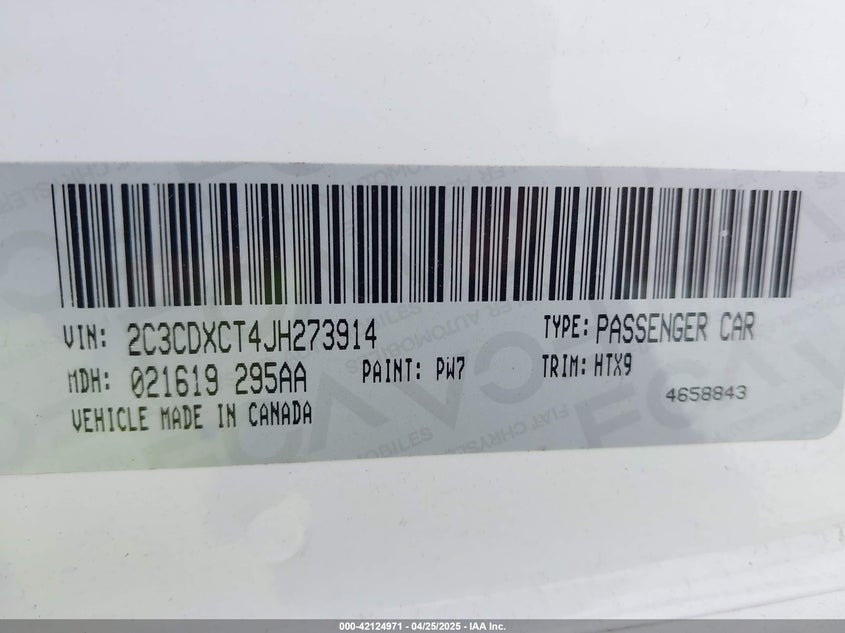 VIN: 2C3CDXCT4JH273914 TYPE: PASSENGER CAR
MDH: 021619 295AA PAINT: PW7 TRIM: HTX9
VEHICLE MADE IN CANADA 4658843
000-42124971 - 04/25/2025 - IAA Inc.